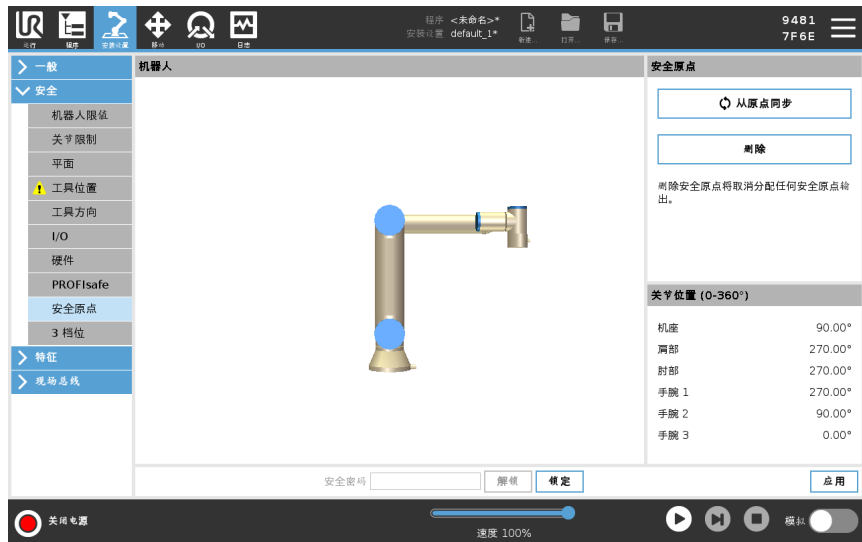 UR
运行
程序
安装设置
移动
I/O
日志
程序 <未命名>*
安装设置 default_1*
新建...
打开...
保存...
9481
7F6E
一般
安全
机器人限值
关节限制
平面
工具位置
工具方向
I/O
硬件
PROFIsafe
安全原点
3 档位
特征
现场总线
机器人
安全原点
从原点同步
删除
删除安全原点将取消分配任何安全原点输
出。
关节位置 (0-360°)
机座 90.00°
肩部 270.00°
肘部 270.00°
手腕 1 270.00°
手腕 2 90.00°
手腕 3 0.00°
安全密码
解锁
锁定
应用
关闭电源
速度 100%
模拟